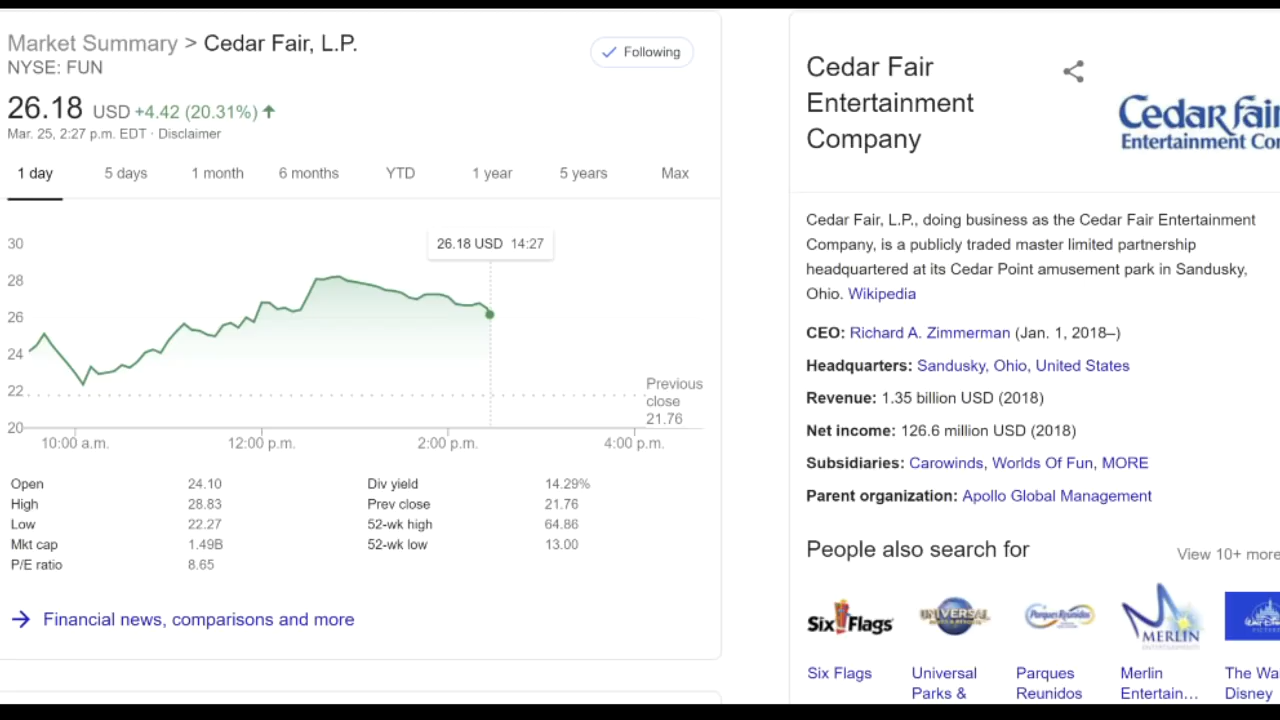 Market Summary > Cedar Fair, L.P.
NYSE: FUN
Following
26.18 USD +4.42 (20.31%)
Mar. 25, 2:27 p.m. EDT · Disclaimer
1 day 5 days 1 month 6 months YTD 1 year 5 years Max
26.18 USD 14:27
30
28
26
24
22
20
Previous
close
21.76
10:00 a.m. 12:00 p.m. 2:00 p.m. 4:00 p.m.
Open 24.10 Div yield 14.29%
High 28.83 Prev close 21.76
Low 22.27 52-wk high 64.86
Mkt cap 1.49B 52-wk low 13.00
P/E ratio 8.65
Financial news, comparisons and more
Cedar Fair
Entertainment
Company
Cedar Fair
Entertainment Com
Cedar Fair, L.P., doing business as the Cedar Fair Entertainment
Company, is a publicly traded master limited partnership
headquartered at its Cedar Point amusement park in Sandusky,
Ohio. Wikipedia
CEO: Richard A. Zimmerman (Jan. 1, 2018–)
Headquarters: Sandusky, Ohio, United States
Revenue: 1.35 billion USD (2018)
Net income: 126.6 million USD (2018)
Subsidiaries: Carowinds, Worlds Of Fun, MORE
Parent organization: Apollo Global Management
People also search for
View 10+ more
Six Flags
UNIVERSAL
Parques Reunidos
MERLIN
Six Flags
Universal
Parks &
Parques
Reunidos
Merlin
Entertain...
The Wa
Disney